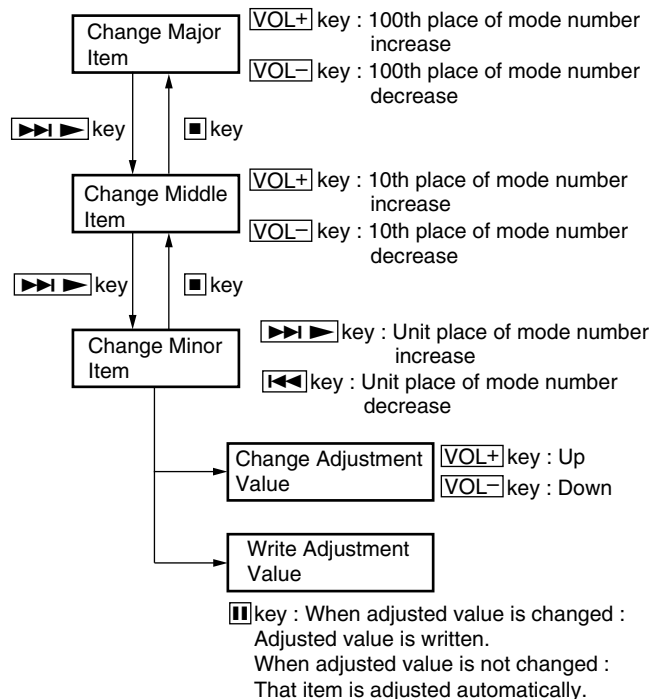 Change Major
Item
VOL+ key : 100th place of mode number
increase
VOL− key : 100th place of mode number
decrease
▶▶I ▶ key
■ key
Change Middle
Item
VOL+ key : 10th place of mode number
increase
VOL− key : 10th place of mode number
decrease
▶▶I ▶ key
■ key
Change Minor
Item
▶▶I ▶ key : Unit place of mode number
increase
I◀◀ key : Unit place of mode number
decrease
Change Adjustment
Value
VOL+ key : Up
VOL− key : Down
Write Adjustment
Value
❚❚ key : When adjusted value is changed :
Adjusted value is written.
When adjusted value is not changed :
That item is adjusted automatically.